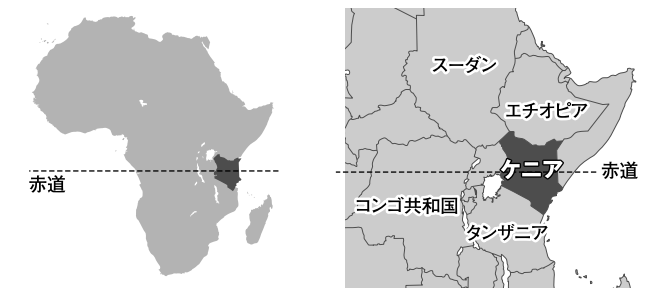 赤道
スーダン
エチオピア
ケニア
赤道
コンゴ共和国
タンザニア